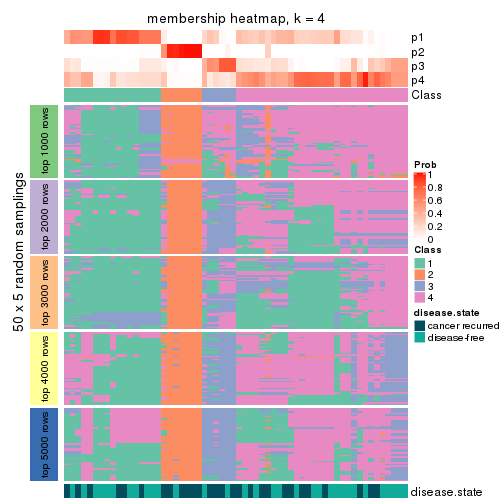 membership heatmap, k = 4
p1
p2
p3
p4
Class
50 x 5 random samplings
top 1000 rows
top 2000 rows
top 3000 rows
top 4000 rows
top 5000 rows
disease.state
Prob
1
0.8
0.6
0.4
0.2
0
Class
1
2
3
4
disease.state
cancer recurred
disease-free